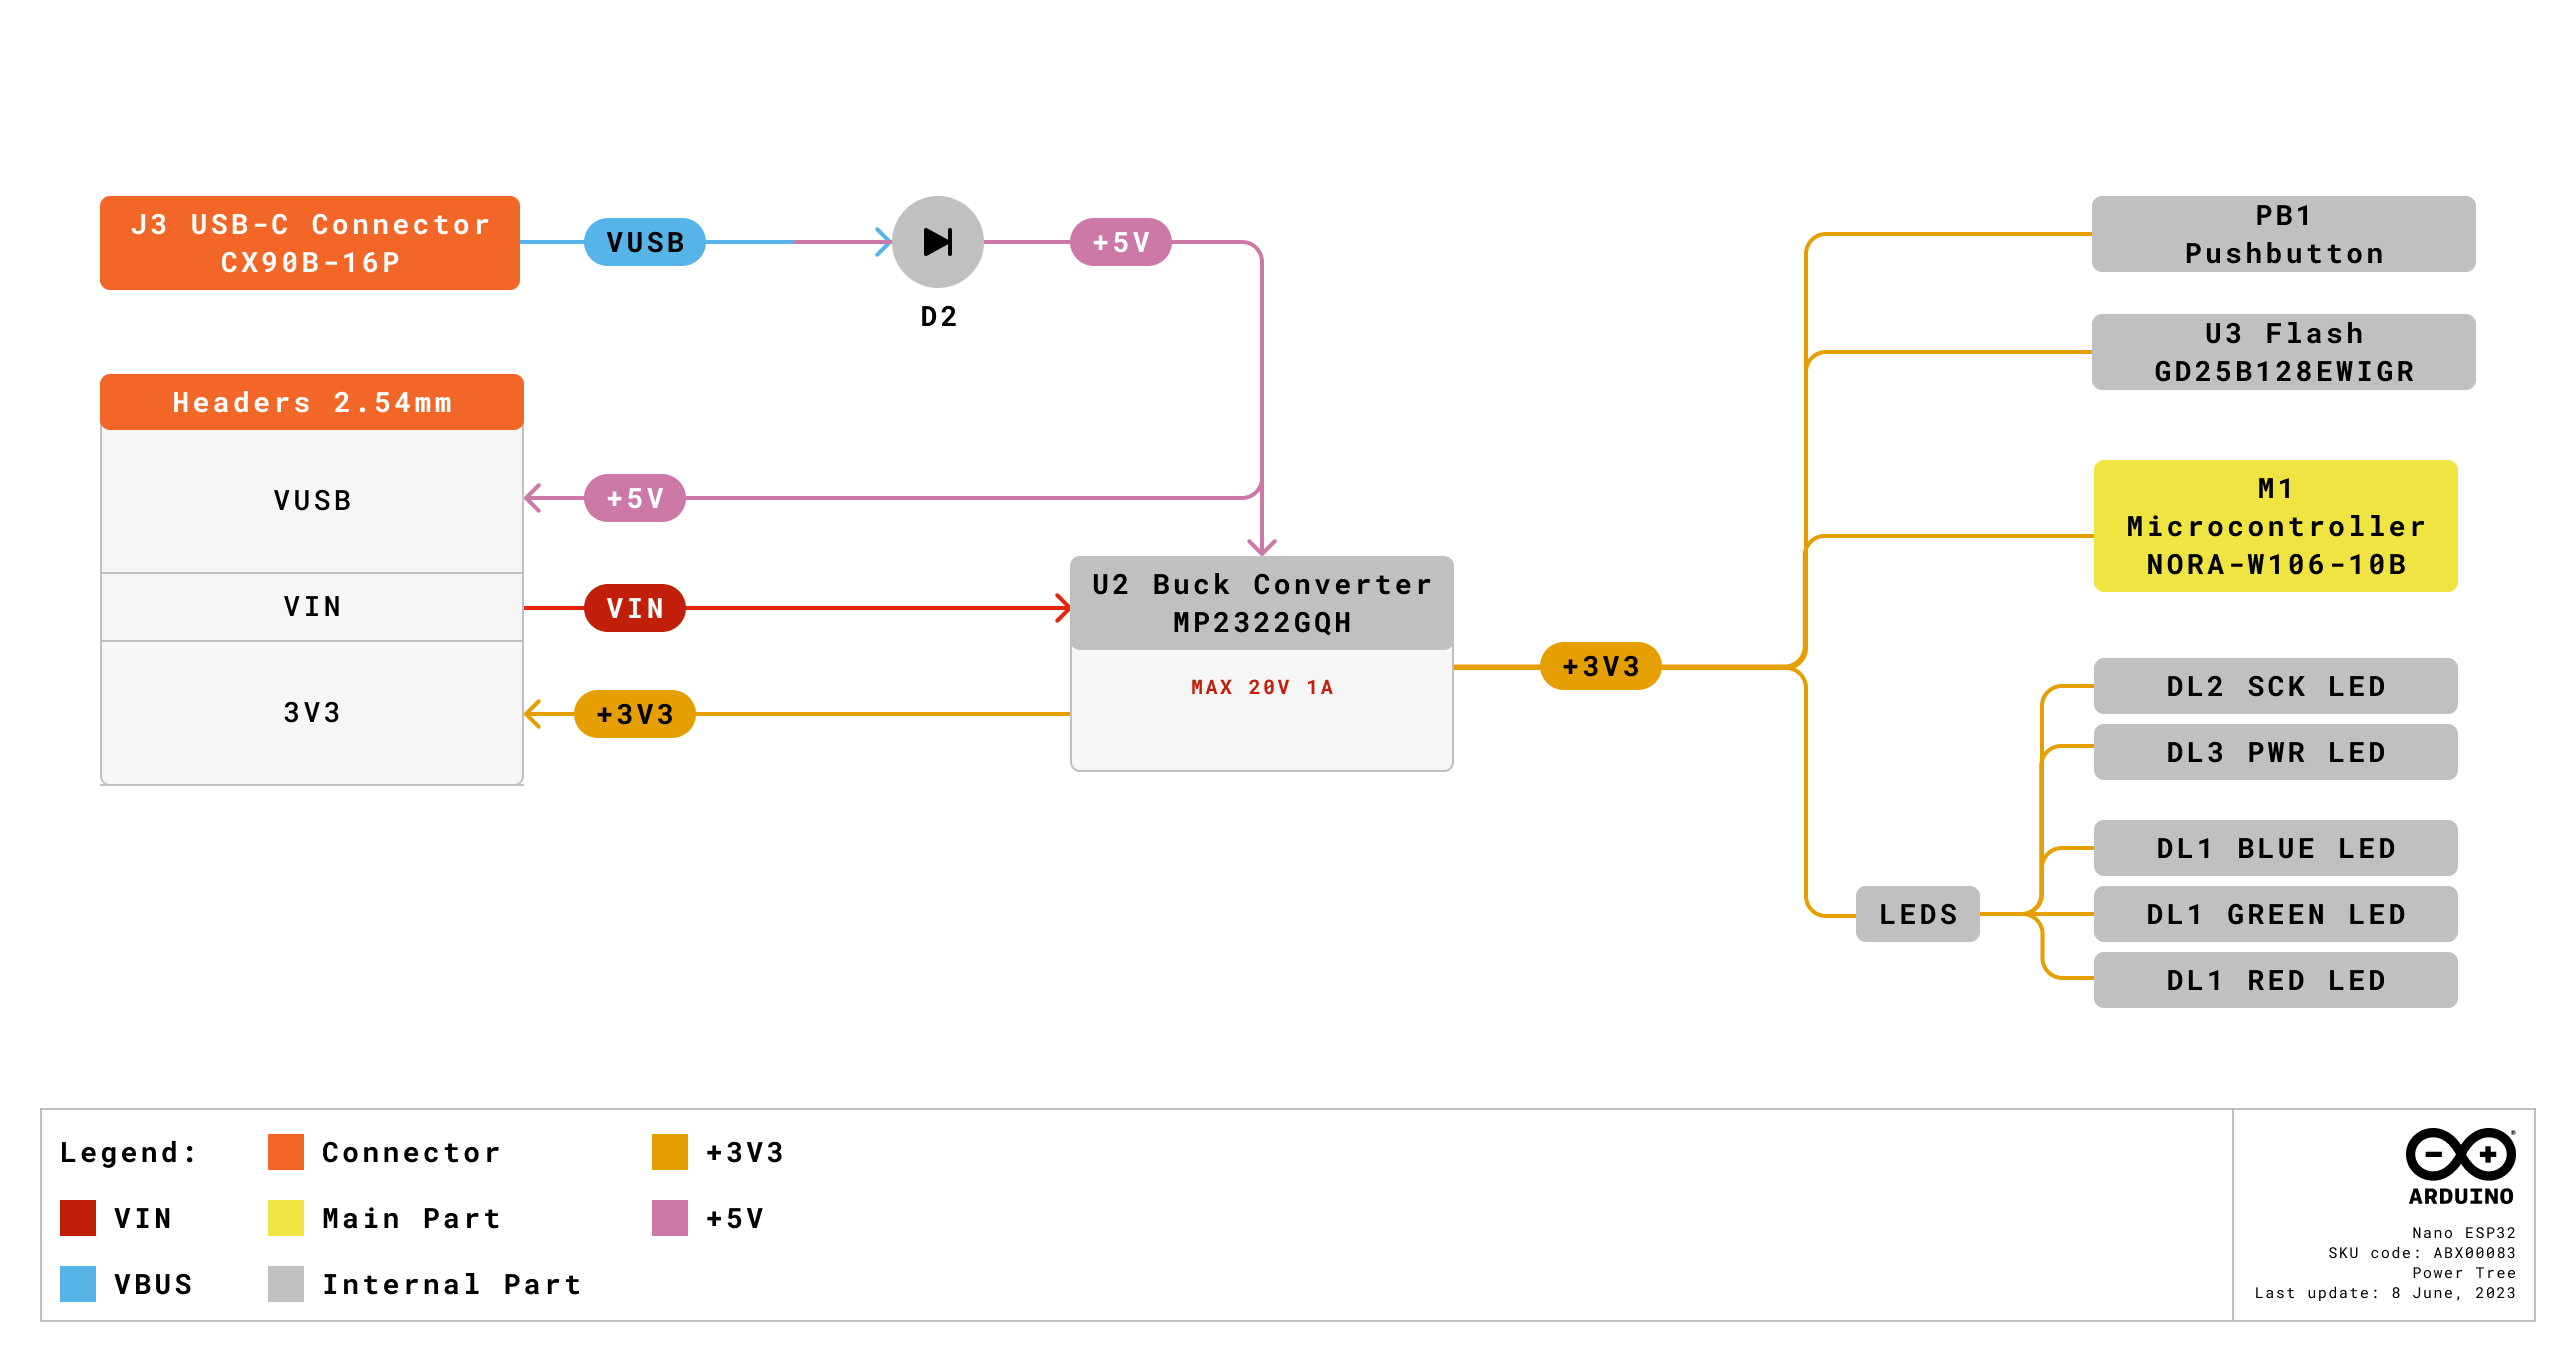 J3 USB-C Connector
CX90B-16P
VUSB
D2
+5V
Headers 2.54mm
VUSB
VIN
3V3
+5V
VIN
+3V3
U2 Buck Converter
MP2322GQH
MAX 20V 1A
+3V3
PB1
Pushbutton
U3 Flash
GD25B128EWIGR
M1
Microcontroller
NORA-W106-10B
DL2 SCK LED
DL3 PWR LED
DL1 BLUE LED
LEDS
DL1 GREEN LED
DL1 RED LED
Legend:
VIN
VBUS
Connector
Main Part
Internal Part
+3V3
+5V
ARDUINO
Nano ESP32
SKU code: ABX00083
Power Tree
Last update: 8 June, 2023